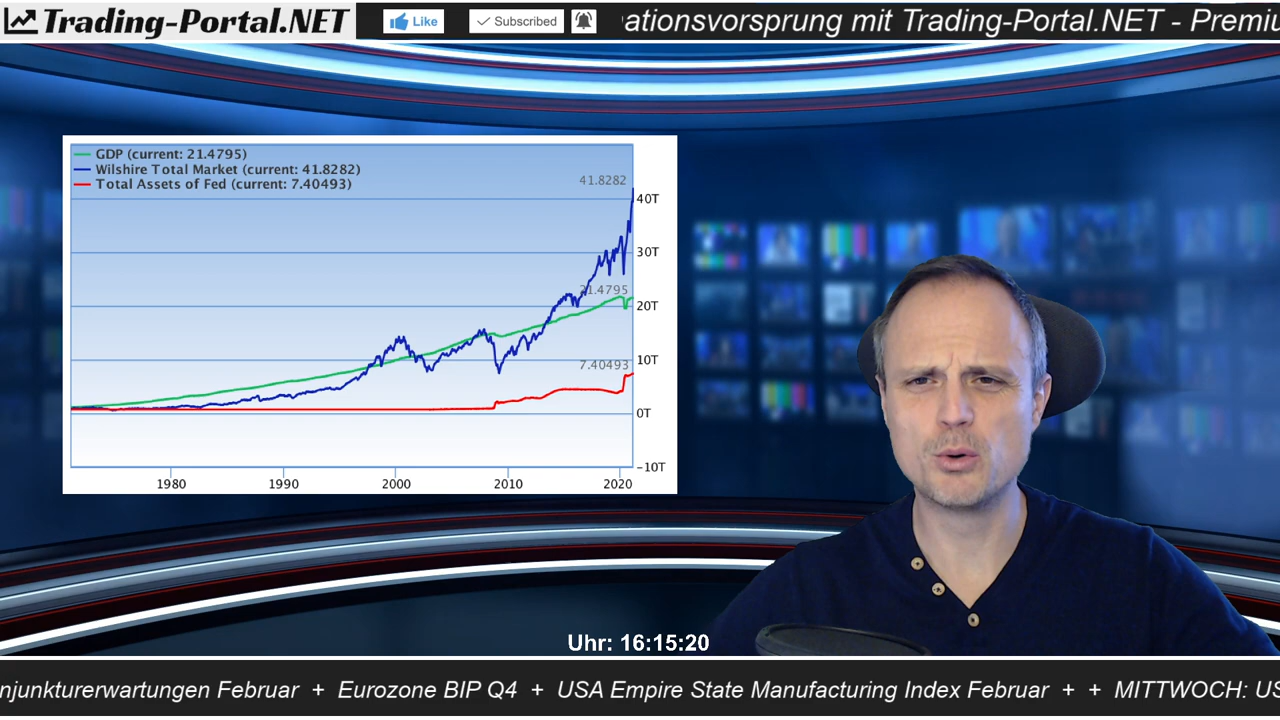 Trading-Portal.NET
Like
Subscribed
ationsvorsprung mit Trading-Portal.NET - Premiu
GDP (current: 21.4795)
Wilshire Total Market (current: 41.8282)
Total Assets of Fed (current: 7.40493)
41.8282
40T
30T
21.4795
20T
7.40493
10T
0T
-10T
1980 1990 2000 2010 2020
Uhr: 16:15:20
njunkturerwartungen Februar + Eurozone BIP Q4 + USA Empire State Manufacturing Index Februar + + MITTWOCH: US